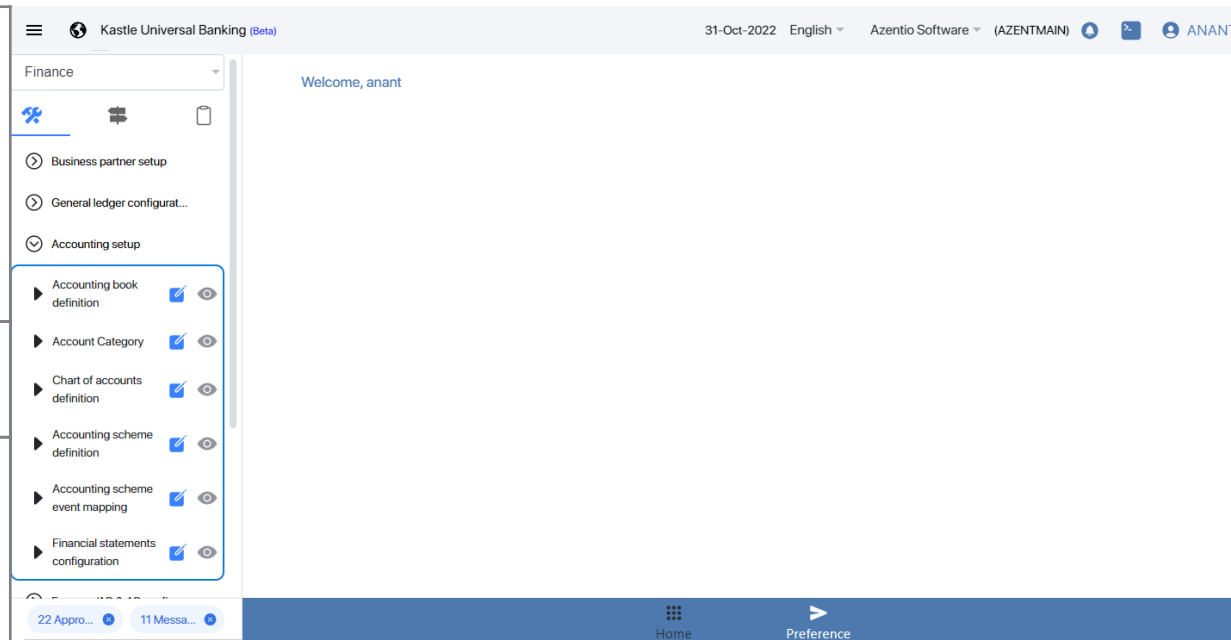 Kastle Universal Banking (Beta)
31-Oct-2022 English Azentio Software (AZENTMAIN) ANANT
Finance
Welcome, anant
Business partner setup
General ledger configurat...
Accounting setup
Accounting book
definition
Account Category
Chart of accounts
definition
Accounting scheme
definition
Accounting scheme
event mapping
Financial statements
configuration
22 Appro... 11 Messa...
Home Preference